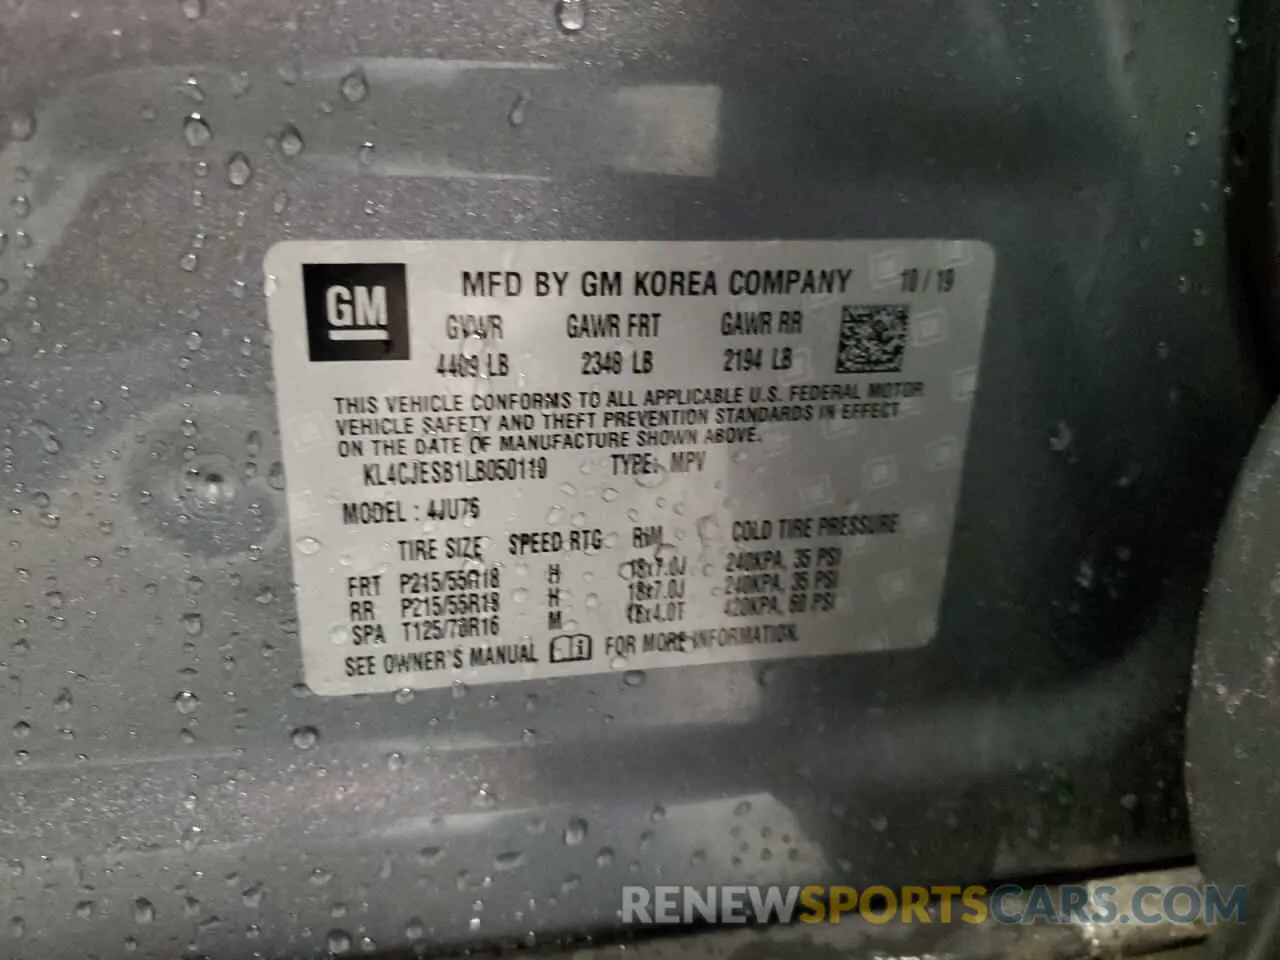 GM
MFD BY GM KOREA COMPANY 10 / 19
GVWR GAWR FRT GAWR RR
4409 LB 2348 LB 2194 LB
THIS VEHICLE CONFORMS TO ALL APPLICABLE U.S. FEDERAL MOTOR
VEHICLE SAFETY AND THEFT PREVENTION STANDARDS IN EFFECT
ON THE DATE OF MANUFACTURE SHOWN ABOVE.
KL4CJESB1LB050119 TYPE: MPV
MODEL : 4JU76
TIRE SIZE SPEED RTG RIM COLD TIRE PRESSURE
FRT P215/55R18 H 18x7.0J 240KPA, 35 PSI
RR P215/55R18 H 18x7.0J 240KPA, 35 PSI
SPA T125/70R16 M 16x4.0T 420KPA, 60 PSI
SEE OWNER'S MANUAL FOR MORE INFORMATION.
RENEWSPORTSCARS.COM